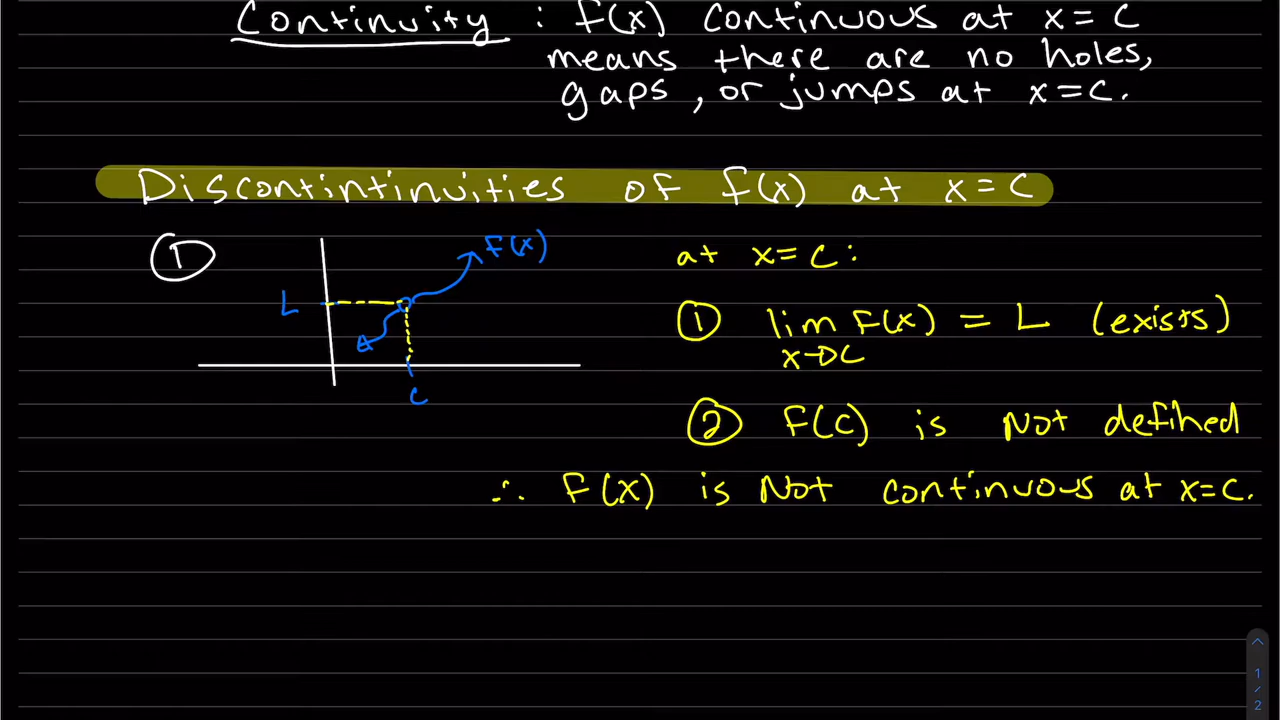 Continuity : f(x) continuous at x=c
means there are no holes,
gaps, or jumps at x=c.
Discontintinuities of f(x) at x=c
① f(x)
L
c
at x=c:
① lim f(x) = L (exists)
x→c
② f(c) is Not defined
∴ f(x) is Not continuous at x=c.
1
/
2